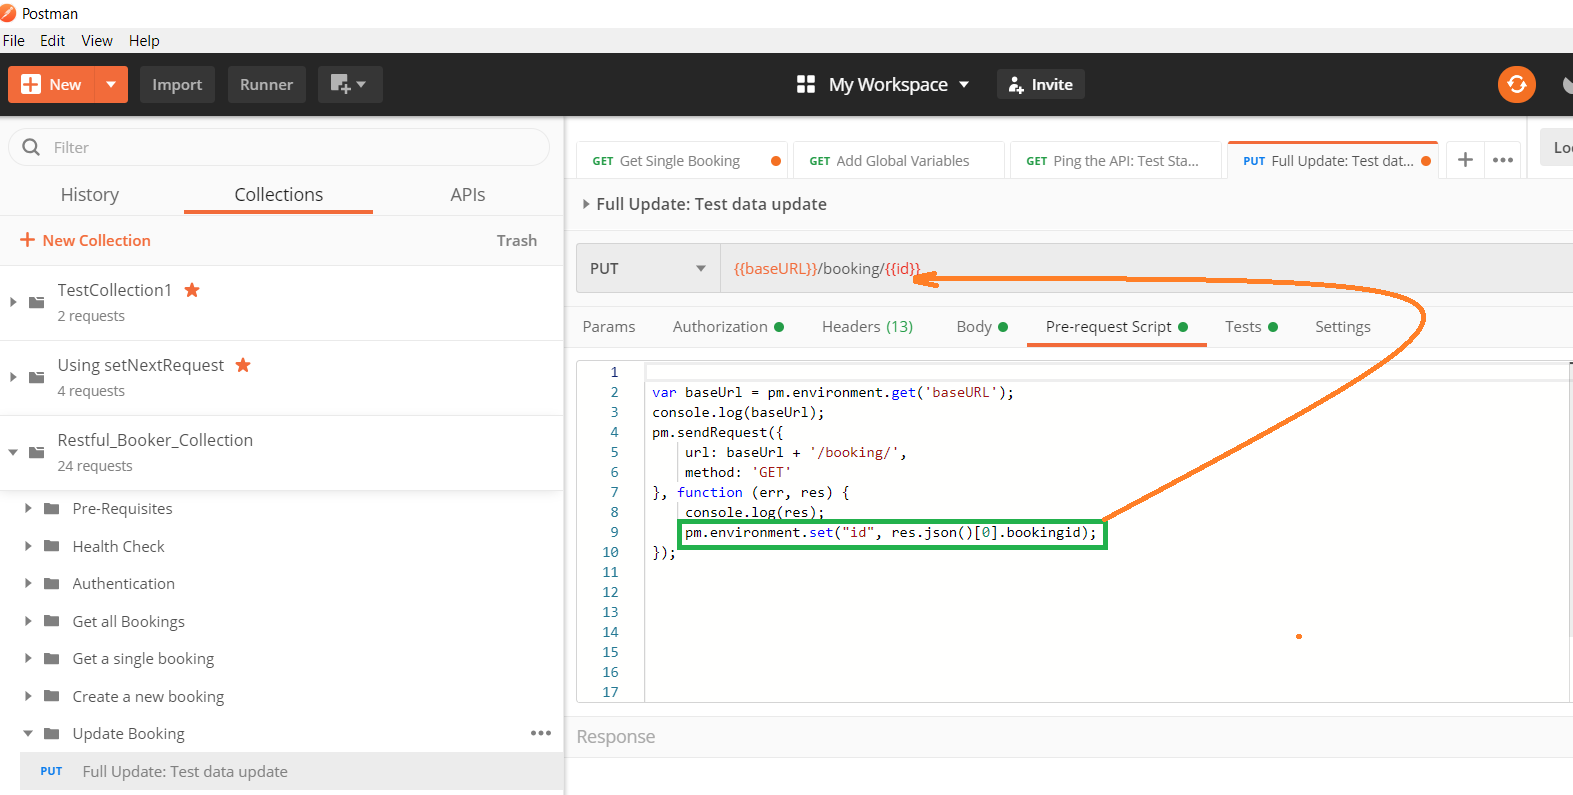 Postman
File Edit View Help
New Import Runner My Workspace Invite
Filter
History Collections APIs
New Collection Trash
TestCollection1
2 requests
Using setNextRequest
4 requests
Restful_Booker_Collection
24 requests
Pre-Requisites
Health Check
Authentication
Get all Bookings
Get a single booking
Create a new booking
Update Booking
PUT Full Update: Test data update
GET Get Single Booking GET Add Global Variables GET Ping the API: Test Sta... PUT Full Update: Test dat...
Full Update: Test data update
PUT {{baseURL}}/booking/{{id}}
Params Authorization Headers (13) Body Pre-request Script Tests Settings
1
2 var baseUrl = pm.environment.get('baseURL');
3 console.log(baseUrl);
4 pm.sendRequest({
5 url: baseUrl + '/booking/',
6 method: 'GET'
7 }, function (err, res) {
8 console.log(res);
9 pm.environment.set("id", res.json()[0].bookingid);
10 });
11
12
13
14
15
16
17
Response